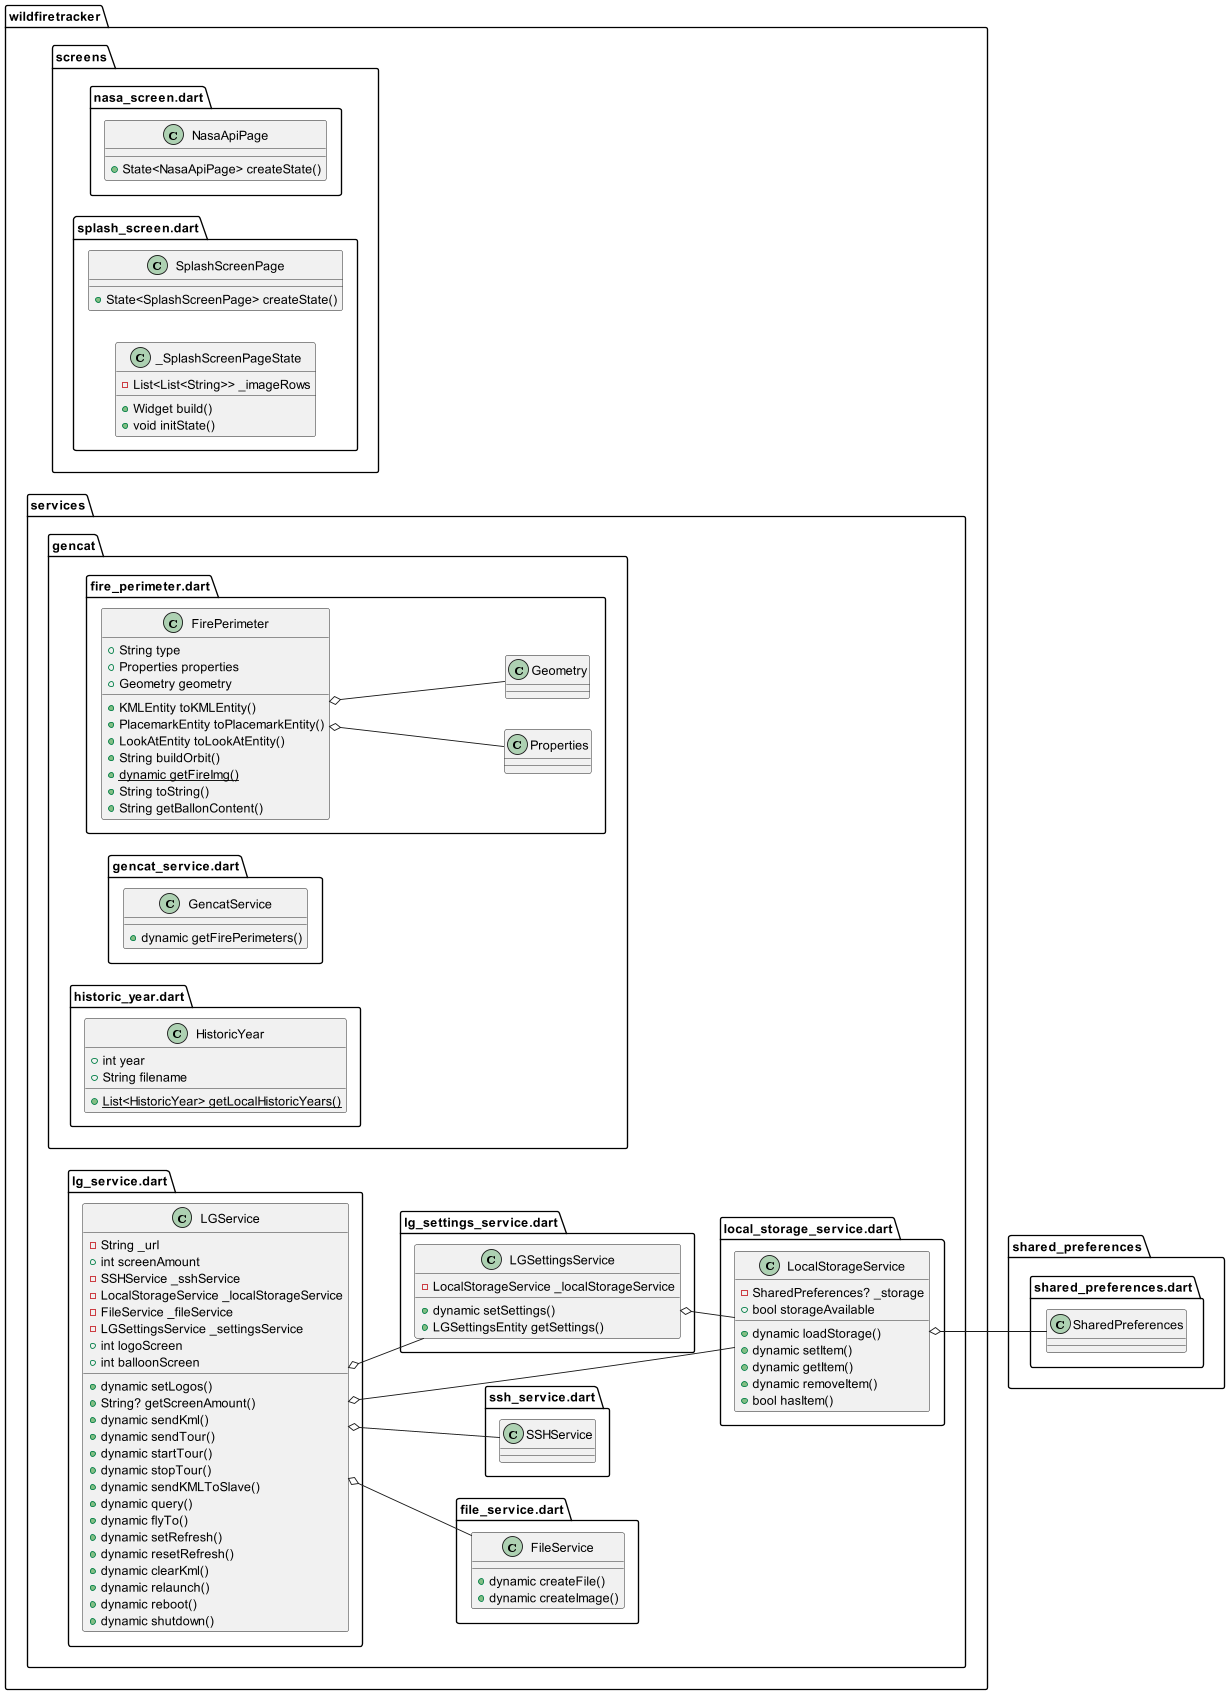 wildfiretracker
screens
nasa_screen.dart
C NasaApiPage
State<NasaApiPage> createState()
splash_screen.dart
C SplashScreenPage
State<SplashScreenPage> createState()
C _SplashScreenPageState
List<List<String>> _imageRows
Widget build()
void initState()
services
gencat
fire_perimeter.dart
C FirePerimeter
String type
Properties properties
Geometry geometry
KMLEntity toKMLEntity()
PlacemarkEntity toPlacemarkEntity()
LookAtEntity toLookAtEntity()
String buildOrbit()
dynamic getFireImg()
String toString()
String getBallonContent()
C Geometry
C Properties
gencat_service.dart
C GencatService
dynamic getFirePerimeters()
historic_year.dart
C HistoricYear
int year
String filename
List<HistoricYear> getLocalHistoricYears()
lg_service.dart
C LGService
String _url
int screenAmount
SSHService _sshService
LocalStorageService _localStorageService
FileService _fileService
LGSettingsService _settingsService
int logoScreen
int balloonScreen
dynamic setLogos()
String? getScreenAmount()
dynamic sendKml()
dynamic sendTour()
dynamic startTour()
dynamic stopTour()
dynamic sendKMLToSlave()
dynamic query()
dynamic flyTo()
dynamic setRefresh()
dynamic resetRefresh()
dynamic clearKml()
dynamic relaunch()
dynamic reboot()
dynamic shutdown()
lg_settings_service.dart
C LGSettingsService
LocalStorageService _localStorageService
dynamic setSettings()
LGSettingsEntity getSettings()
ssh_service.dart
C SSHService
file_service.dart
C FileService
dynamic createFile()
dynamic createImage()
local_storage_service.dart
C LocalStorageService
SharedPreferences? _storage
bool storageAvailable
dynamic loadStorage()
dynamic setItem()
dynamic getItem()
dynamic removeItem()
bool hasItem()
shared_preferences
shared_preferences.dart
C SharedPreferences